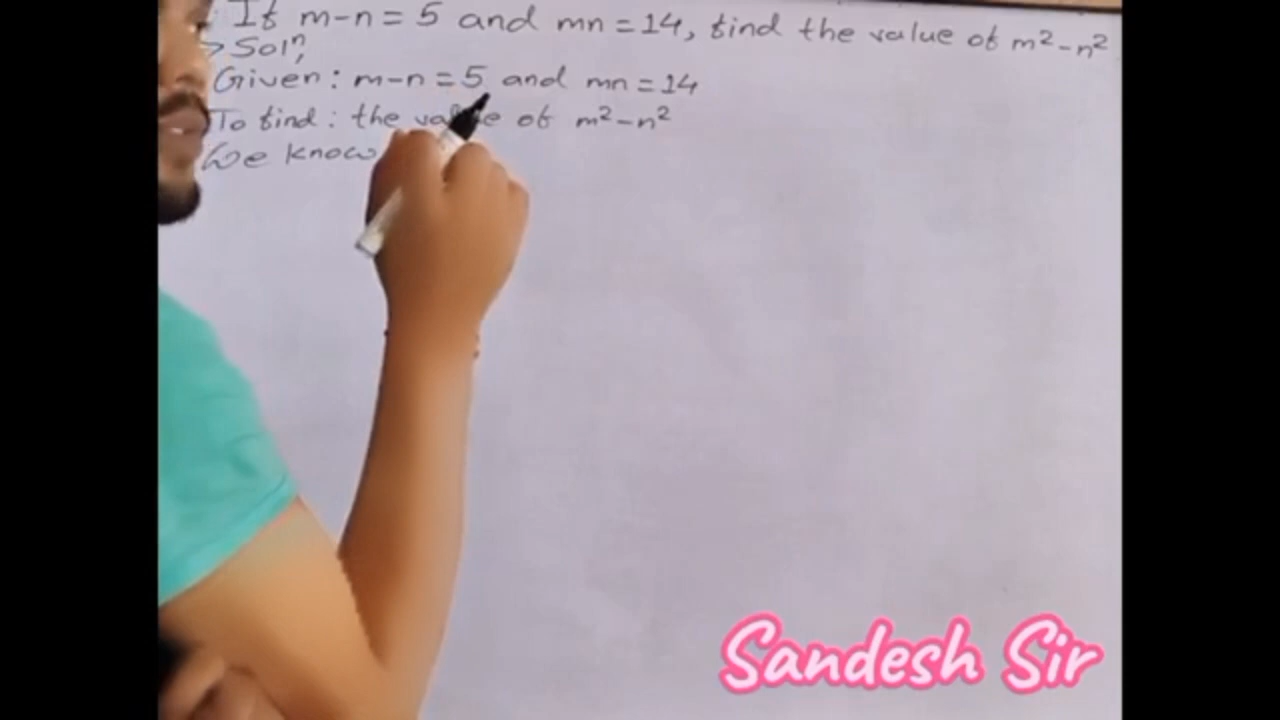 If m-n = 5 and mn = 14, find the value of m²-n²
> Solⁿ,
Given: m-n = 5 and mn = 14
To find: the value of m²-n²
We know
Sandesh Sir